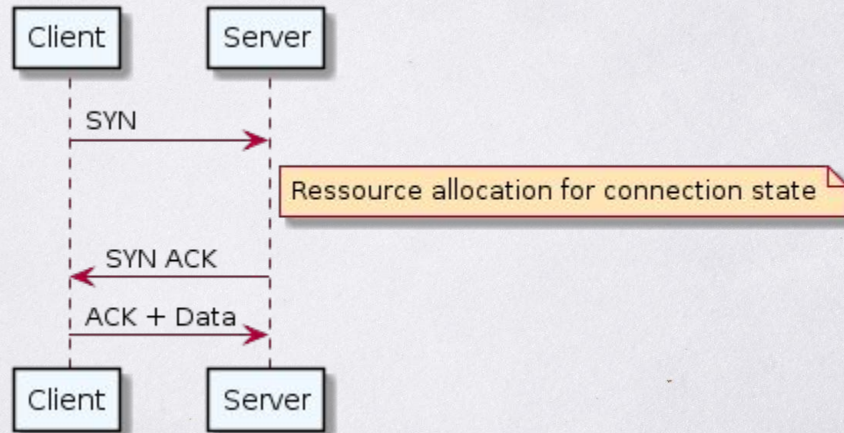 Client Server
SYN
Ressource allocation for connection state
SYN ACK
ACK + Data
Client Server